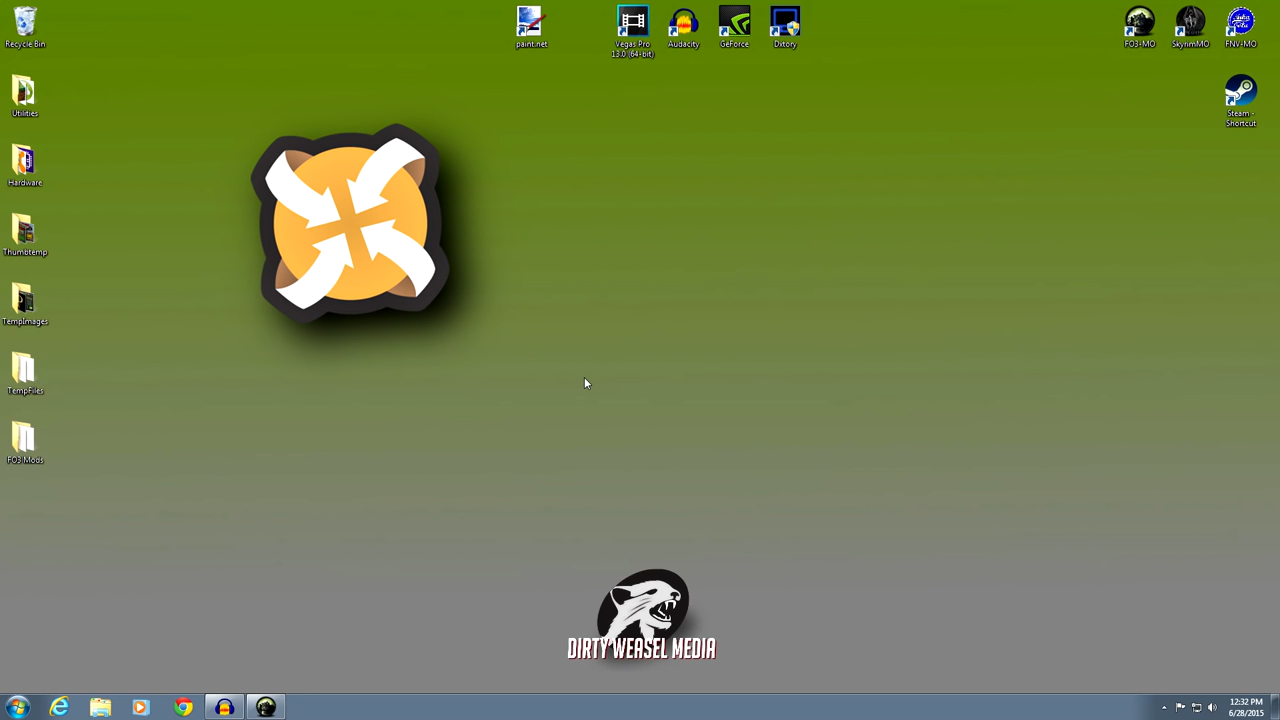 Recycle Bin
Utilities
Hardware
Thumbtemp
TempImages
TempFiles
FO3 Mods
paint.net
Vegas Pro
13.0 (64-bit)
Audacity
GeForce
Dxtory
FO3-MO
SkyrimMO
FNV-MO
Steam -
Shortcut
DIRTY WEASEL MEDIA
12:32 PM
6/28/2015